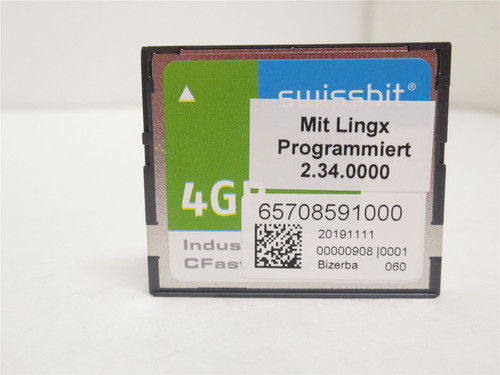 swissbit®
Mit Lingx
Programmiert
2.34.0000
4G
65708591000
20191111
00000908 |0001
Bizerba 060
Indus
CFast